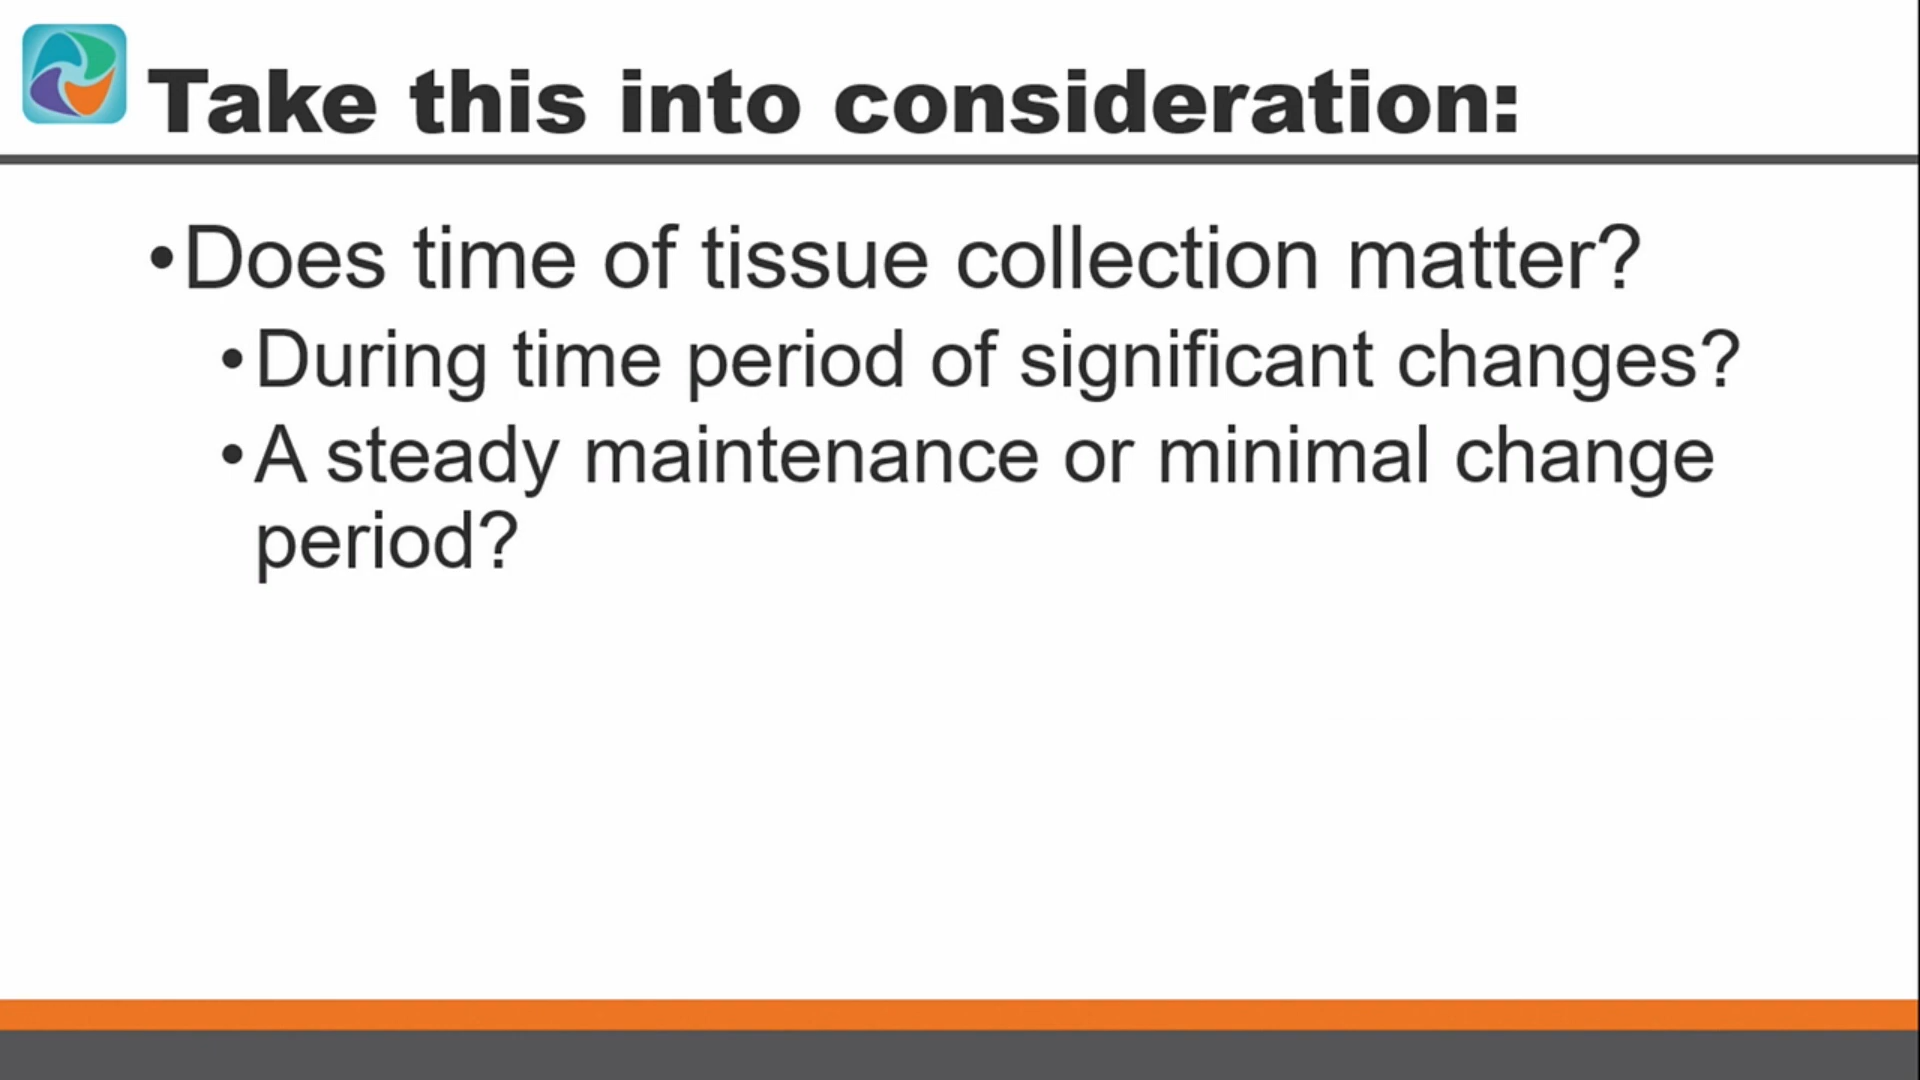 Take this into consideration:
•Does time of tissue collection matter?
•During time period of significant changes?
•A steady maintenance or minimal change
period?